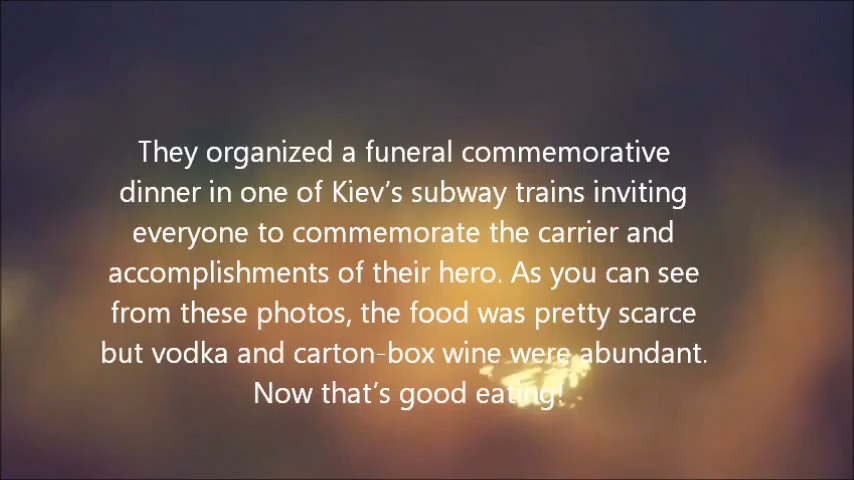 They organized a funeral commemorative
dinner in one of Kiev’s subway trains inviting
everyone to commemorate the carrier and
accomplishments of their hero. As you can see
from these photos, the food was pretty scarce
but vodka and carton-box wine were abundant.
Now that’s good eating!